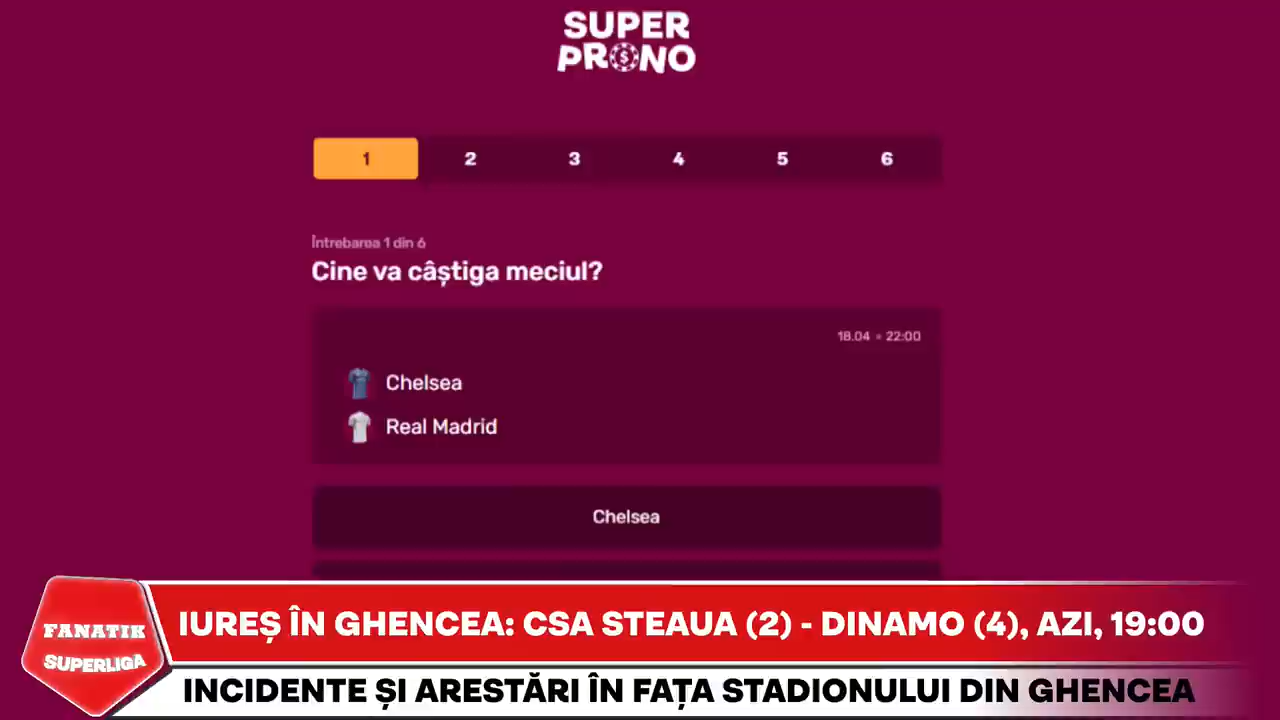 SUPER
PRONO
1 2 3 4 5 6
Întrebarea 1 din 6
Cine va câștiga meciul?
18.04 • 22:00
Chelsea
Real Madrid
Chelsea
FANATIK
SUPERLIGA
IUREȘ ÎN GHENCEA: CSA STEAUA (2) - DINAMO (4), AZI, 19:00
INCIDENTE ȘI ARESTĂRI ÎN FAȚA STADIONULUI DIN GHENCEA